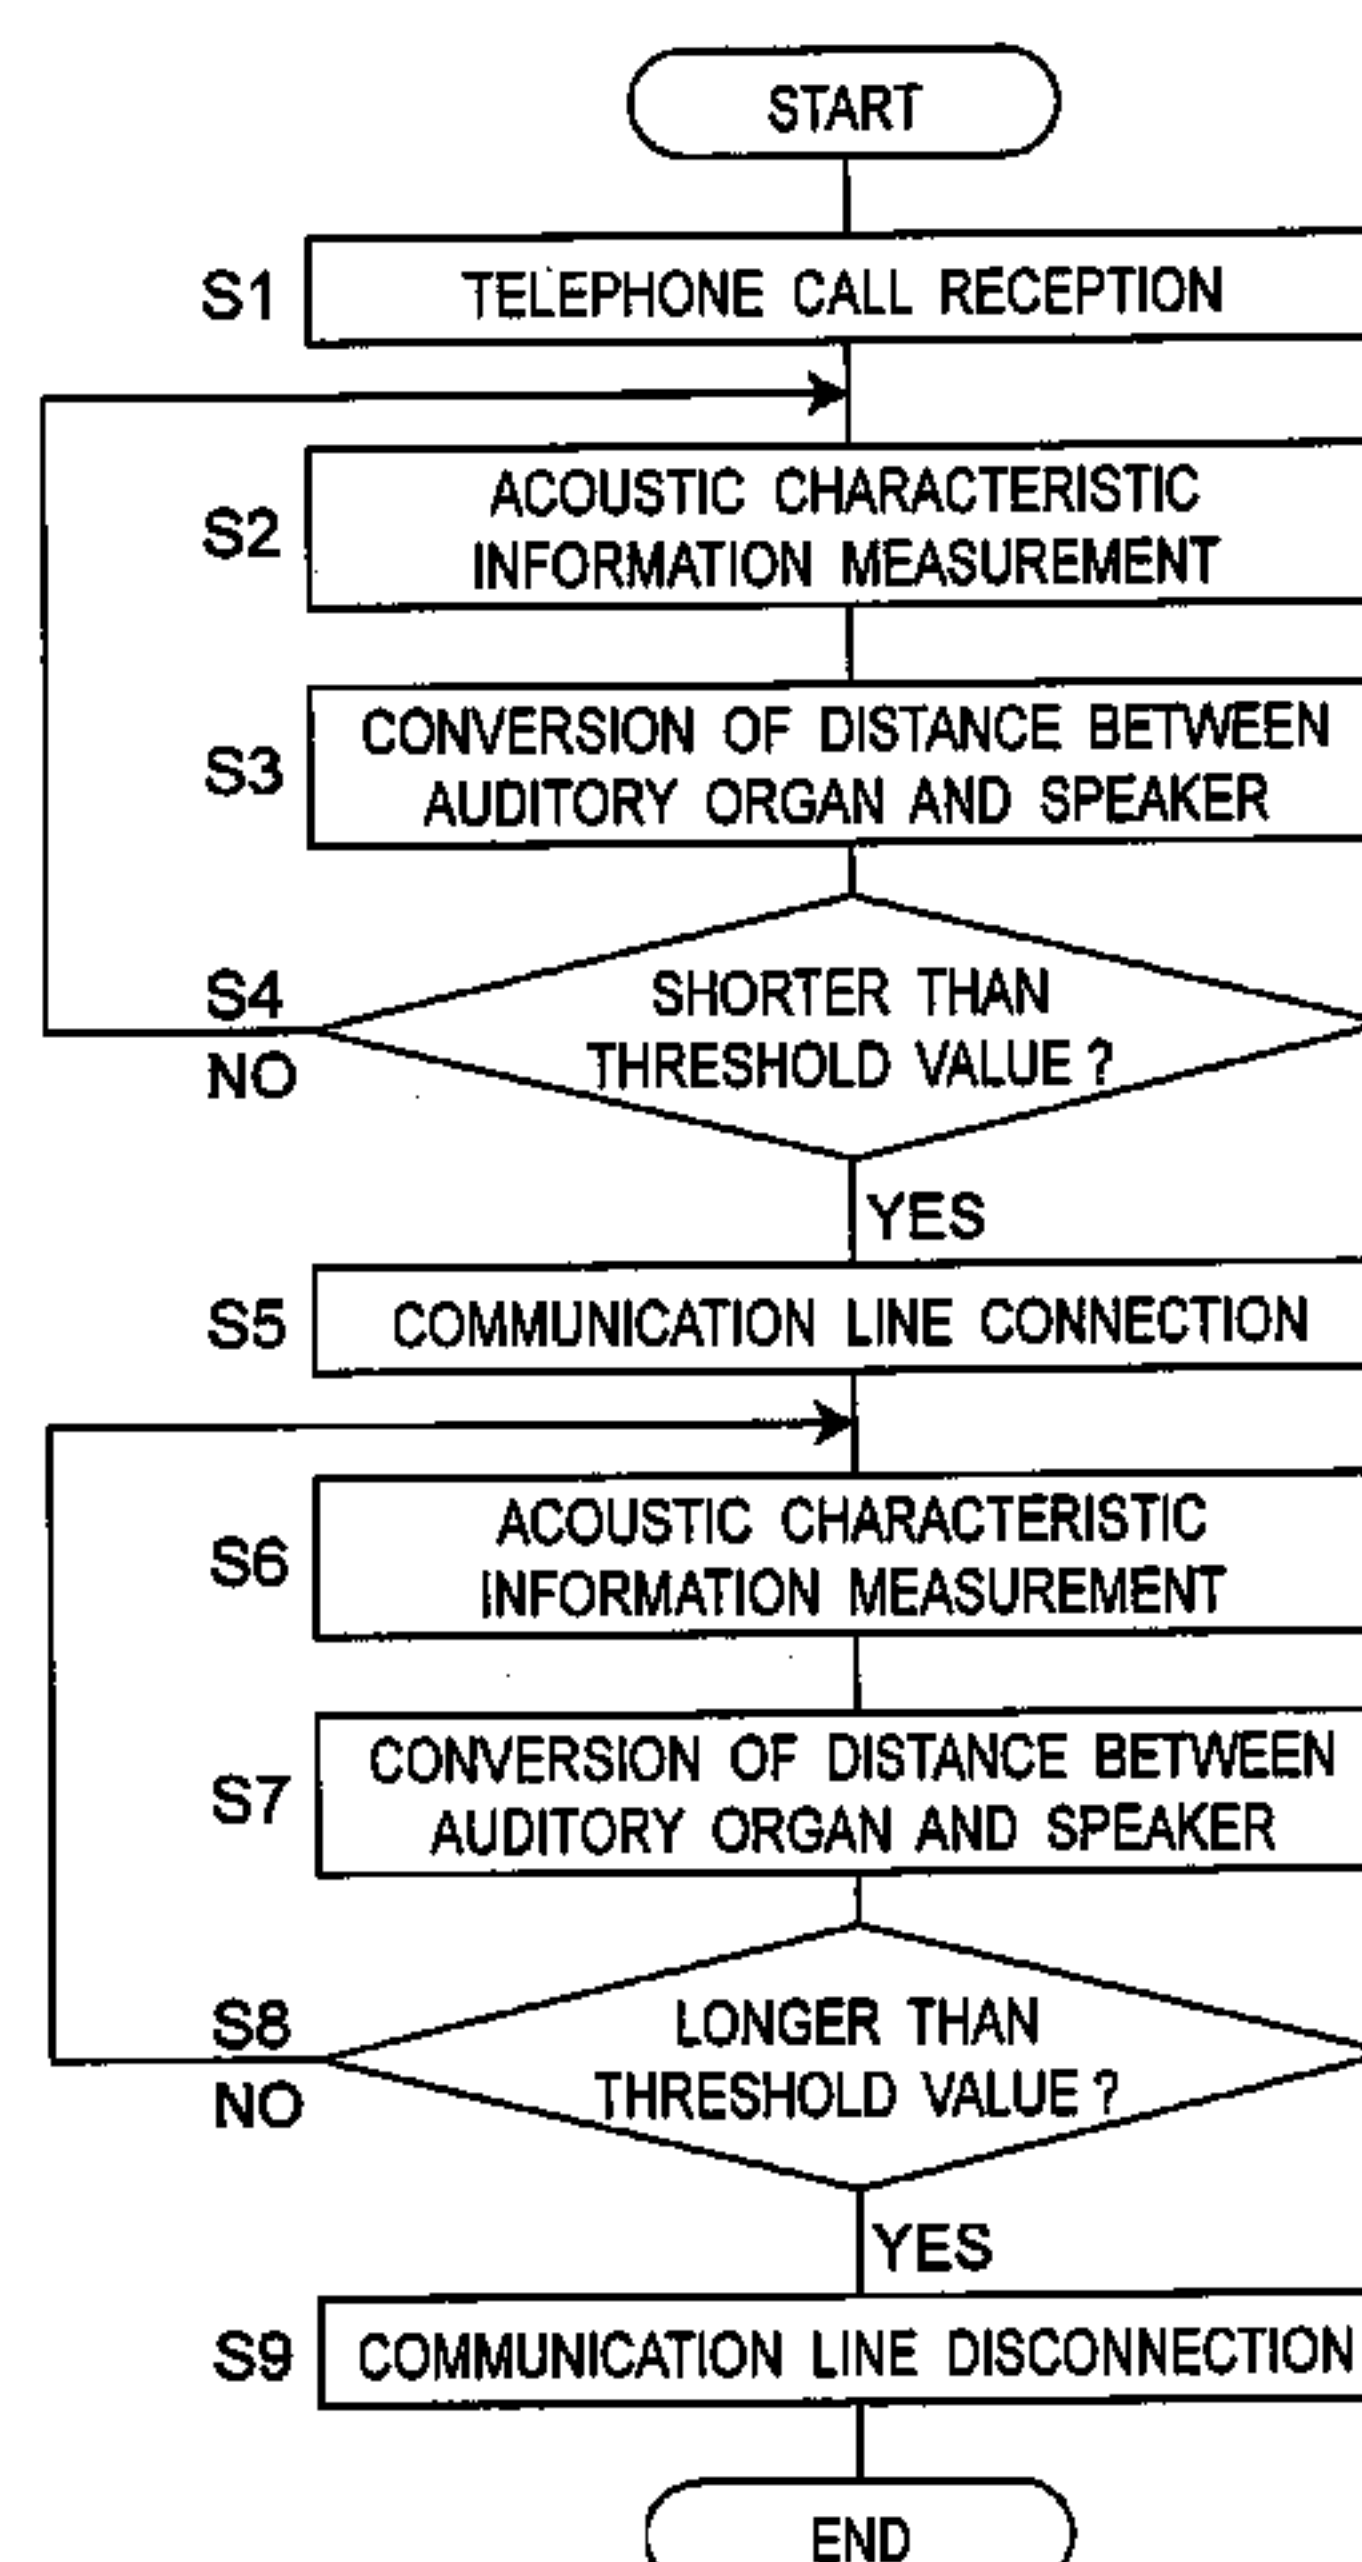 START
S1 TELEPHONE CALL RECEPTION
S2 ACOUSTIC CHARACTERISTIC
INFORMATION MEASUREMENT
S3 CONVERSION OF DISTANCE BETWEEN
AUDITORY ORGAN AND SPEAKER
S4 SHORTER THAN
NO THRESHOLD VALUE ?
YES
S5 COMMUNICATION LINE CONNECTION
S6 ACOUSTIC CHARACTERISTIC
INFORMATION MEASUREMENT
S7 CONVERSION OF DISTANCE BETWEEN
AUDITORY ORGAN AND SPEAKER
S8 LONGER THAN
NO THRESHOLD VALUE ?
YES
S9 COMMUNICATION LINE DISCONNECTION
END